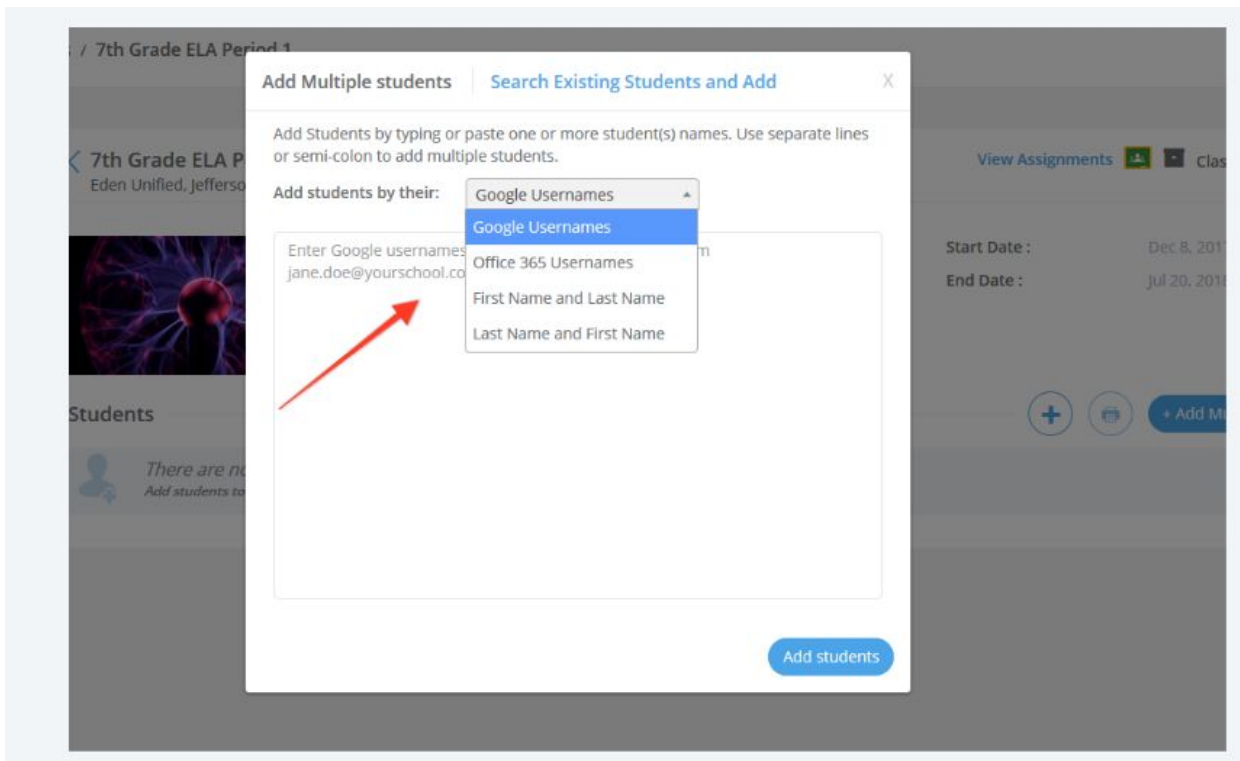 / 7th Grade ELA Period 1
Add Multiple students
Search Existing Students and Add
X
Add Students by typing or paste one or more student(s) names. Use separate lines
or semi-colon to add multiple students.
Add students by their:
Google Usernames
Google Usernames
Office 365 Usernames
First Name and Last Name
Last Name and First Name
Enter Google usernames
jane.doe@yourschool.co
7th Grade ELA P
Eden Unified, Jefferso
View Assignments
Clas
Start Date :
Dec 8, 201
End Date :
Jul 20, 201
Students
+ Add Mu
There are no
Add students to
Add students